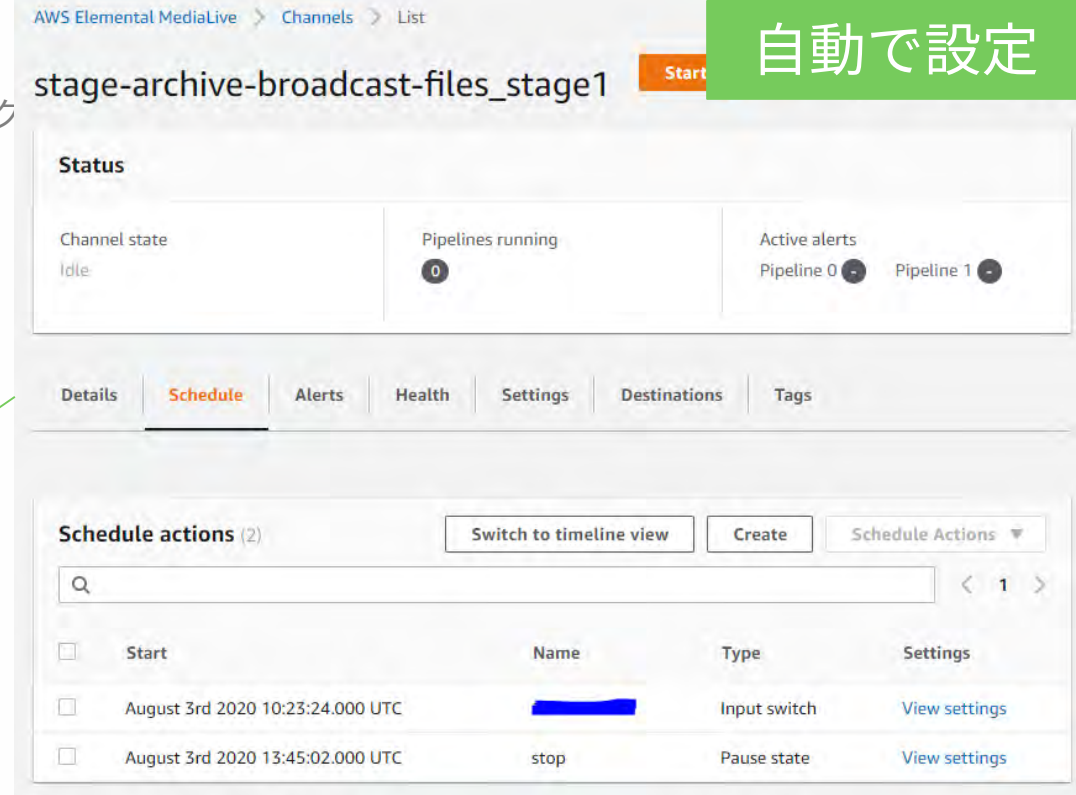 AWS Elemental MediaLive > Channels > List
自動で設定
stage-archive-broadcast-files_stage1
Start
ク
Status
Channel state
Pipelines running
Active alerts
Idle
0
Pipeline 0 -
Pipeline 1 -
Details
Schedule
Alerts
Health
Settings
Destinations
Tags
Schedule actions (2)
Switch to timeline view
Create
Schedule Actions ▼
< 1 >
Start Name Type Settings
August 3rd 2020 10:23:24.000 UTC Input switch View settings
August 3rd 2020 13:45:02.000 UTC stop Pause state View settings